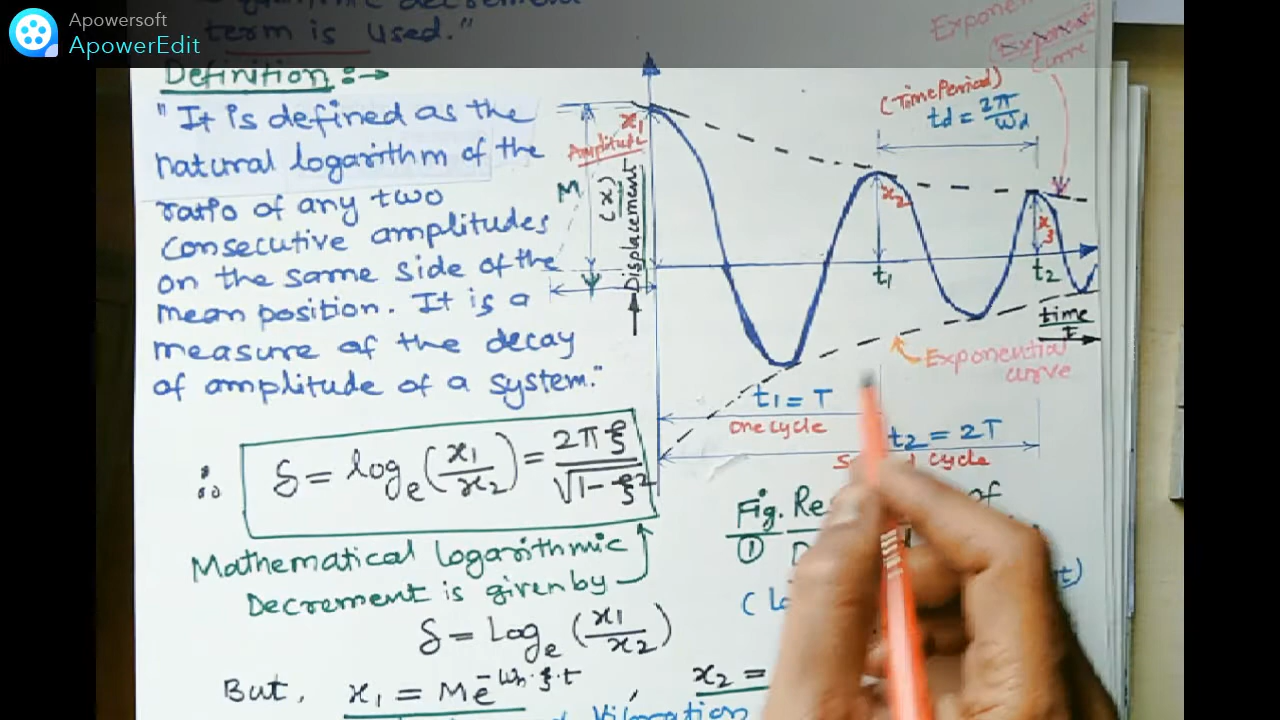 Apowersoft
ApowerEdit
term is used."
Definition :→
"It is defined as the
natural logarithm of the
ratio of any two
consecutive amplitudes
on the same side of the
mean position. It is a
measure of the decay
of amplitude of a system."
∴ δ = log_e (x1/x2) = 2πξ/√(1-ξ²)
Mathematical logarithmic
Decrement is given by
δ = Log_e (x1/x2)
But, x1 = Me^(-ωn·ξ·t)
x2 =
Vibration
curve
(Time Period)
td = 2π/ωd
x1
Amplitude
M
(x)
Displacement
x2
x3
t1
t2
time
t
Exponential
curve
t1 = T
one cycle
t2 = 2T
cycle
Fig.
1
of